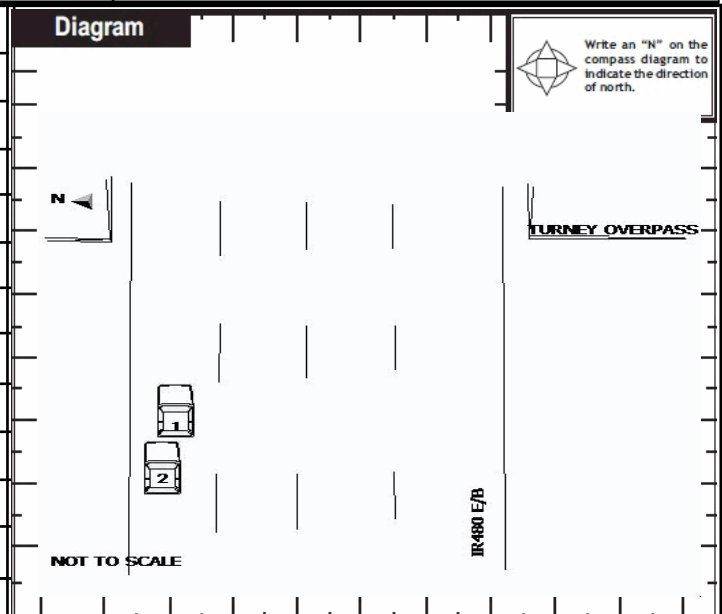 Diagram
Write an “N” on the
compass diagram to
indicate the direction
of north.
N
TURNEY OVERPASS
1
2
IR480 E/B
NOT TO SCALE